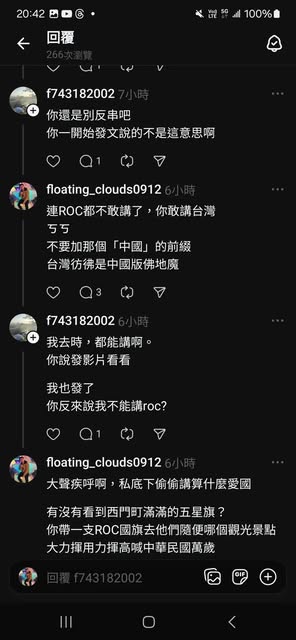 20:42
VoD LTE 5G 100%
回覆
266次瀏覽
f743182002 7小時
你還是別反串吧
你一開始發文說的不是這意思啊
1
floating_clouds0912 6小時
連ROC都不敢講了，你敢講台灣
ㄎㄎ
不要加那個「中國」的前綴
台灣彷彿是中國版佛地魔
3
f743182002 6小時
我去時，都能講啊。
你說發影片看看
我也發了
你反來說我不能講roc?
1
floating_clouds0912 6小時
大聲疾呼啊，私底下偷偷講算什麼愛國
有沒有看到西門町滿滿的五星旗？
你帶一支ROC國旗去他們隨便哪個觀光景點
大力揮用力揮高喊中華民國萬歲
回覆 f743182002
GIF